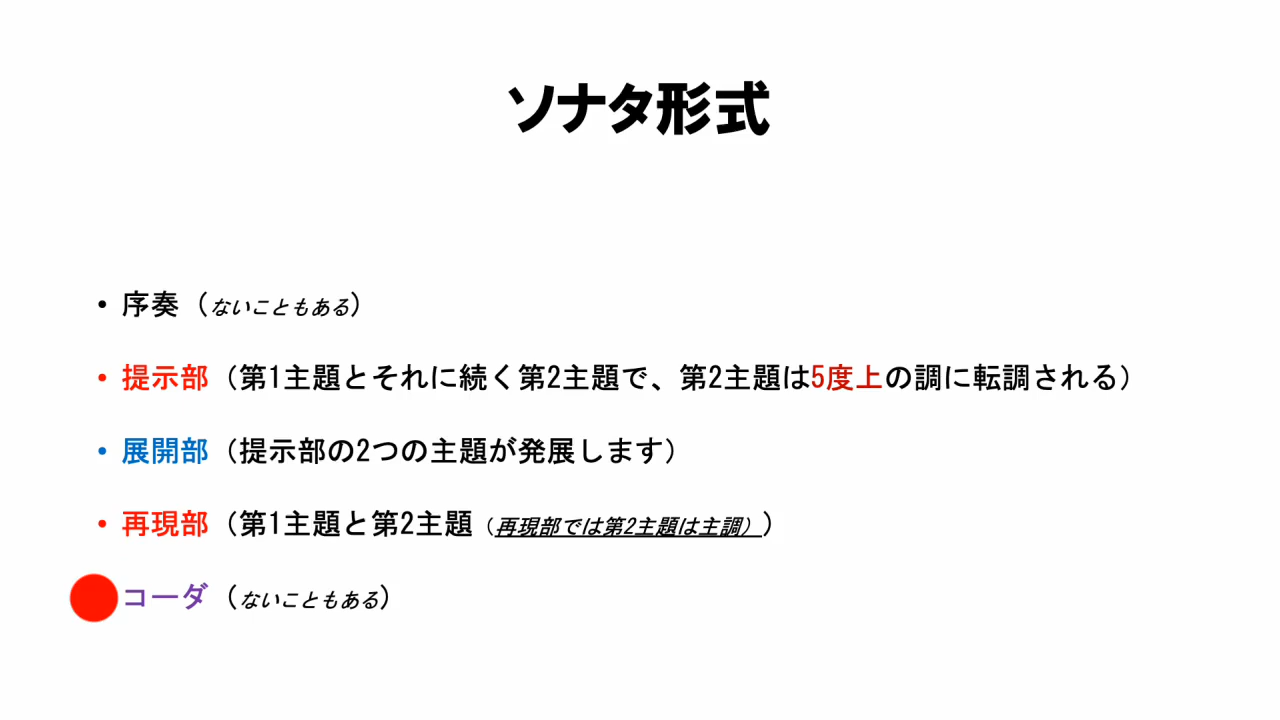 ソナタ形式
• 序奏（ないこともある）
• 提示部（第1主題とそれに続く第2主題で、第2主題は5度上の調に転調される）
• 展開部（提示部の2つの主題が発展します）
• 再現部（第1主題と第2主題（再現部では第2主題は主調））
コーダ（ないこともある）